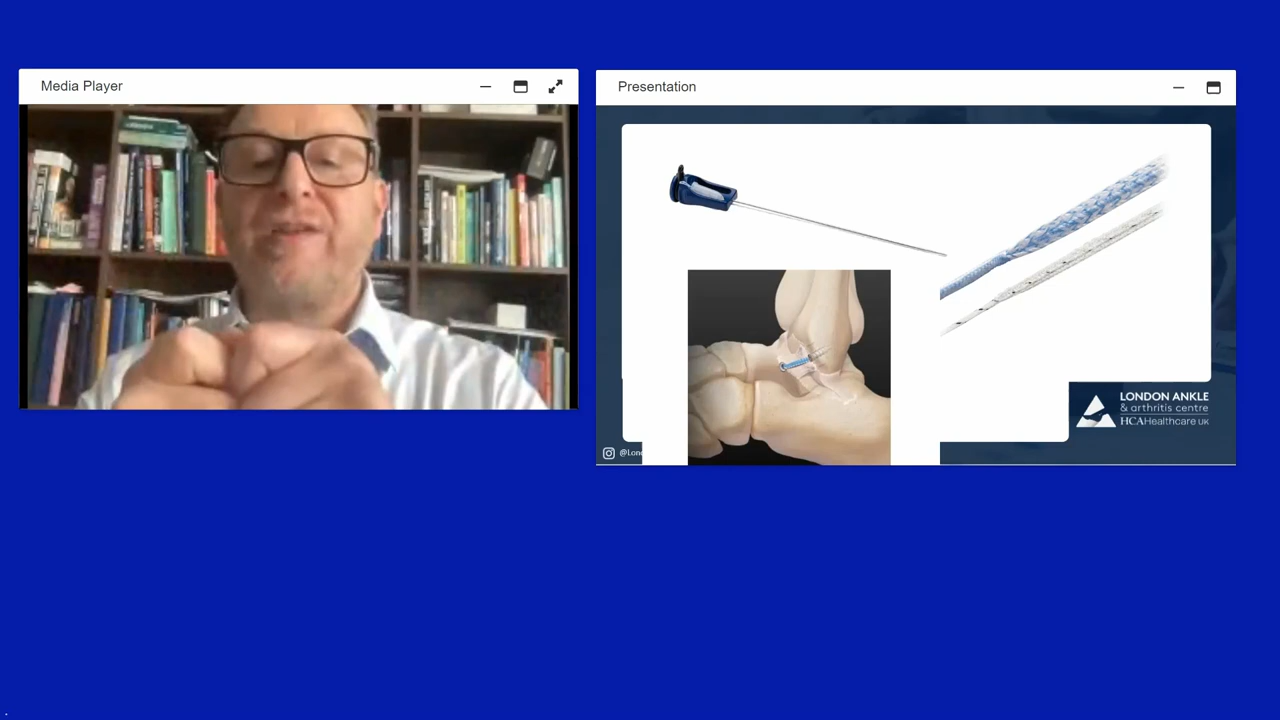 Media Player
Presentation
LONDON ANKLE
& arthritis centre
HCAHealthcare UK